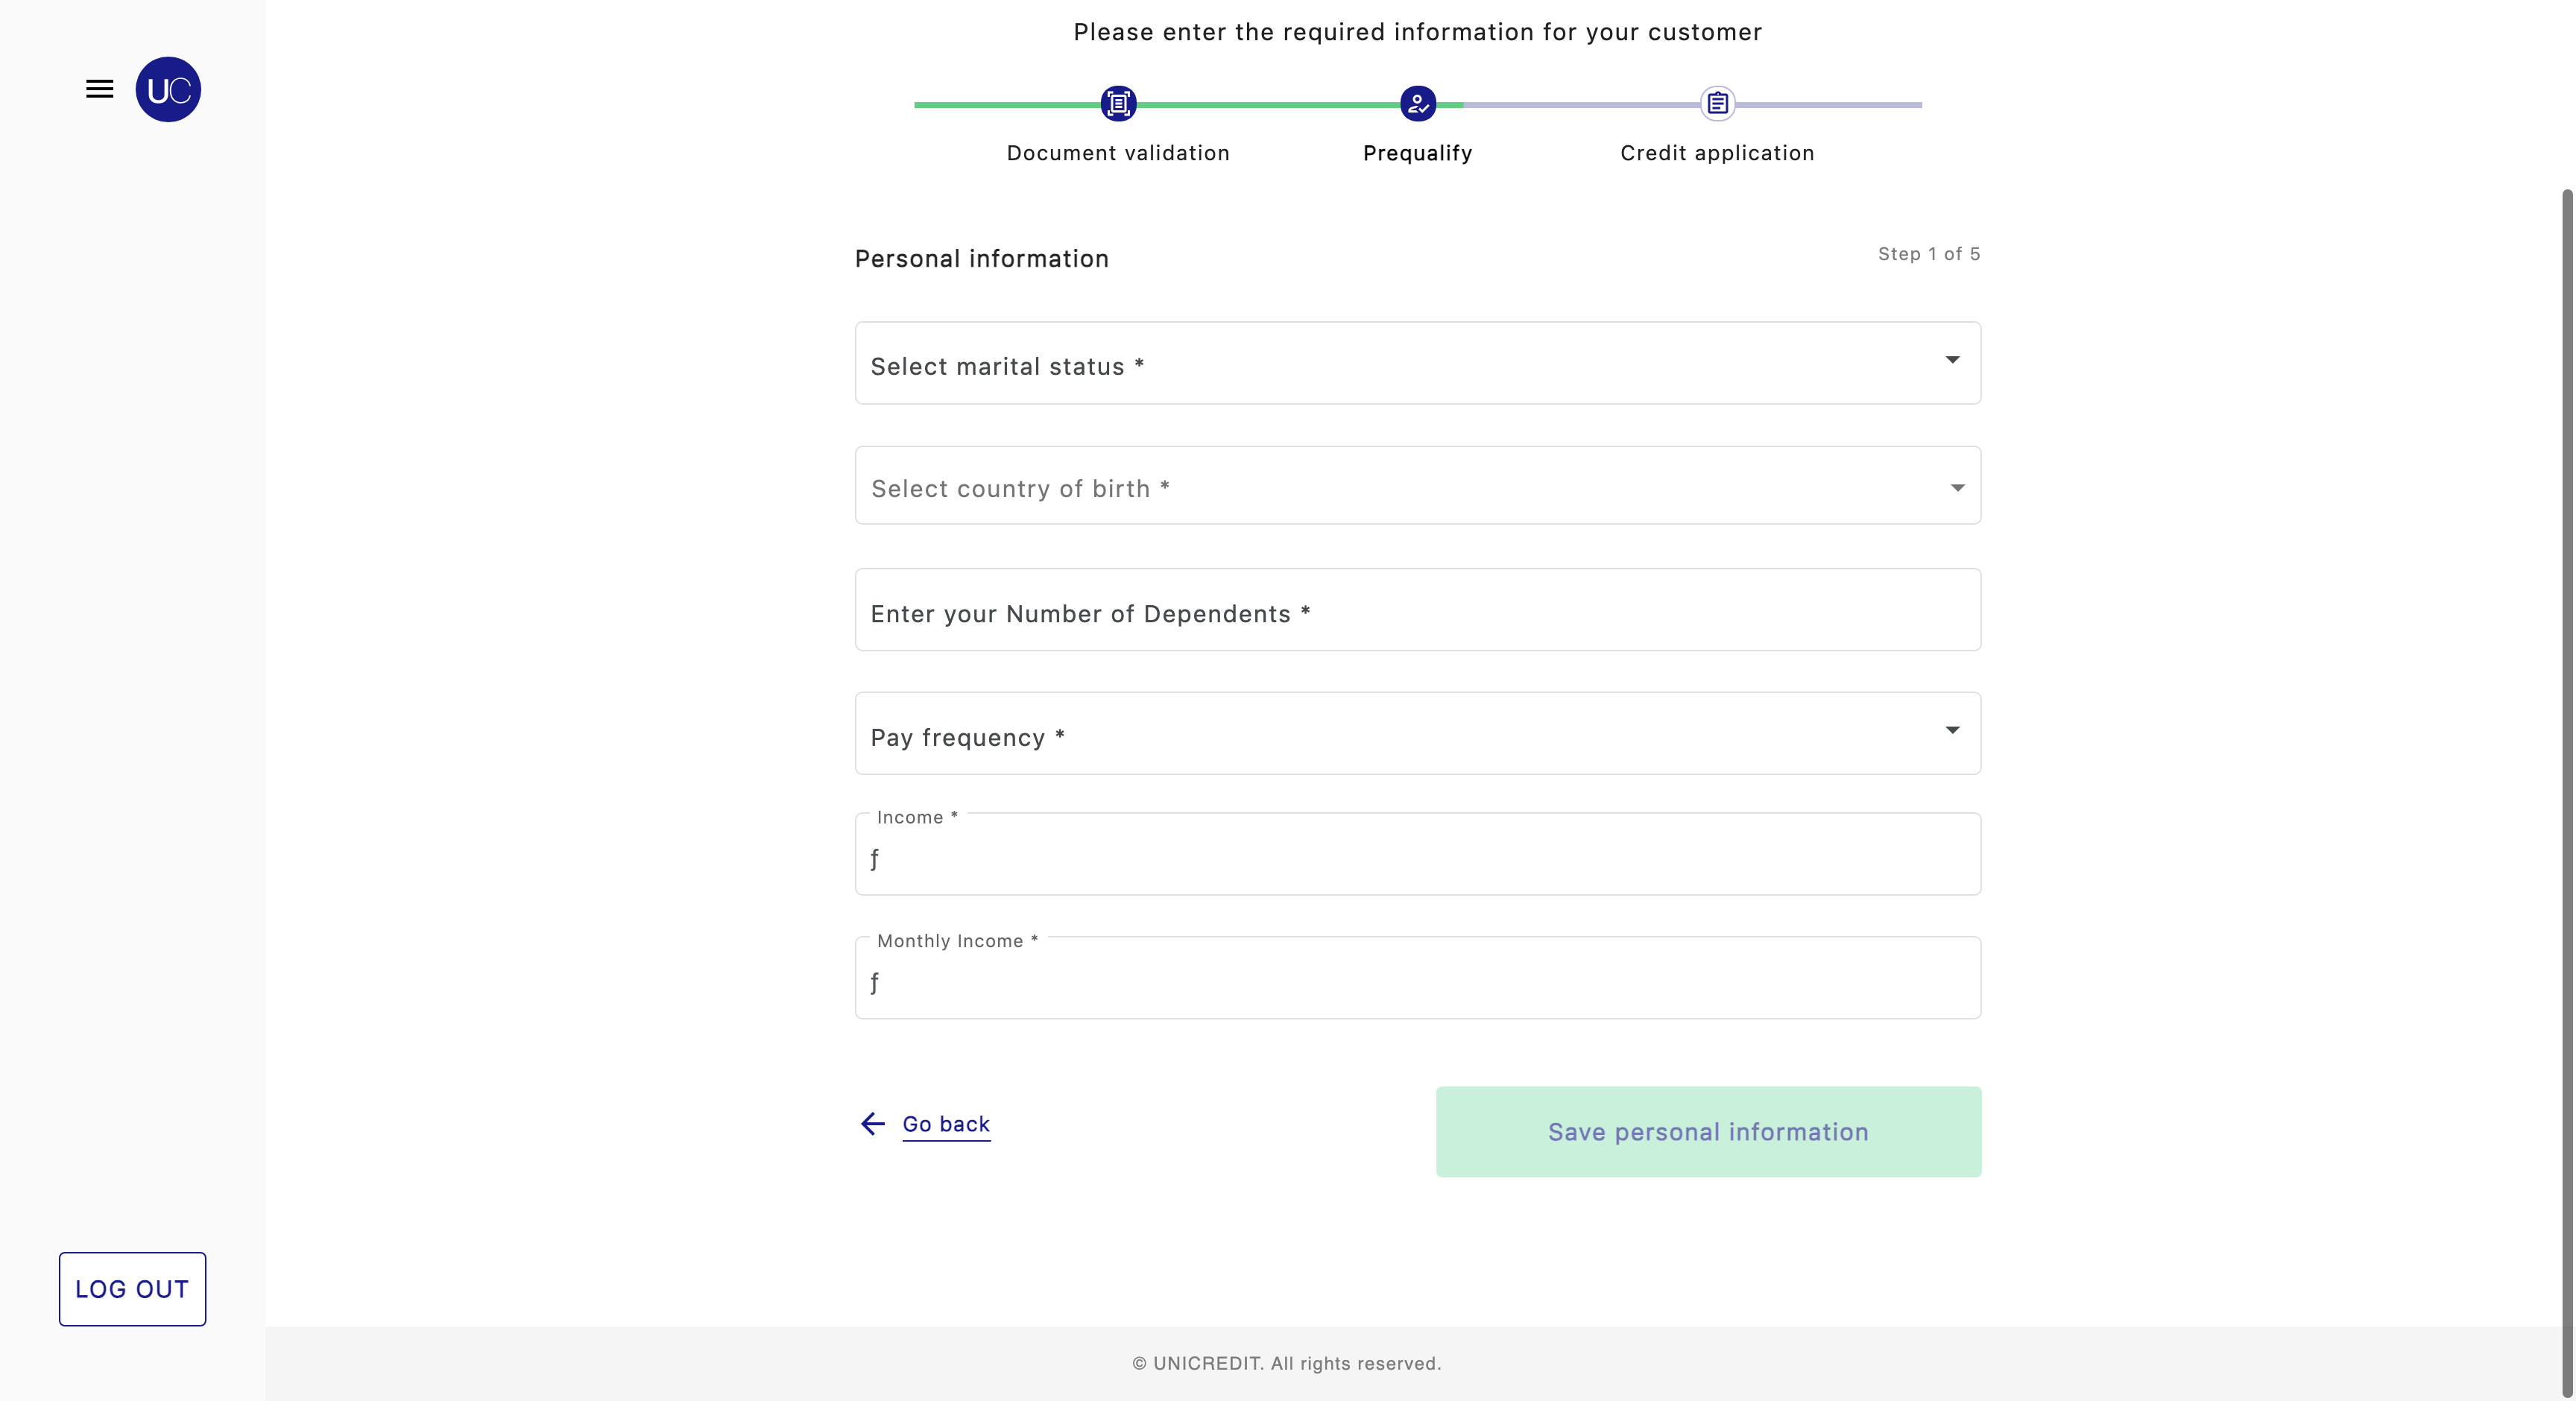 Please enter the required information for your customer
UC
Document validation
Prequalify
Credit application
Personal information
Step 1 of 5
Select marital status *
Select country of birth *
Enter your Number of Dependents *
Pay frequency *
Income *
ƒ
Monthly Income *
ƒ
Go back
Save personal information
LOG OUT
© UNICREDIT. All rights reserved.